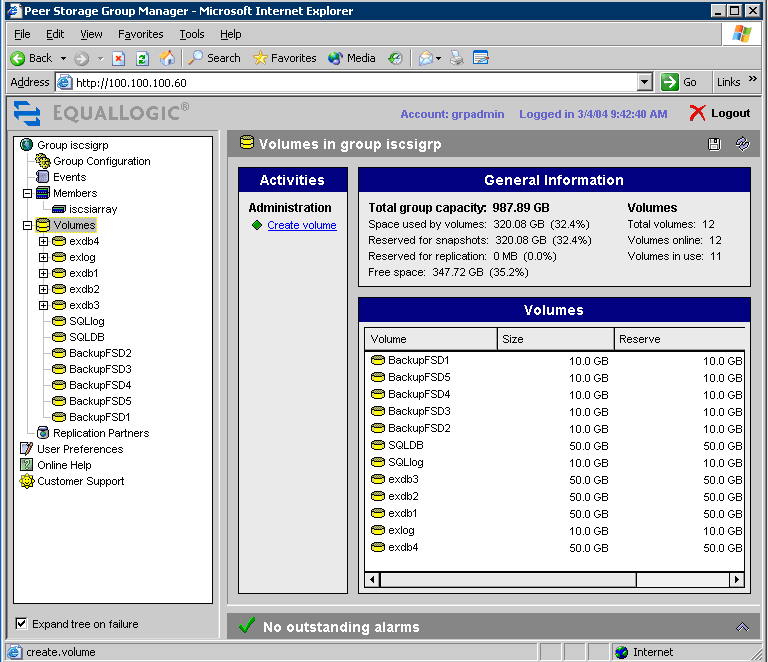 Peer Storage Group Manager - Microsoft Internet Explorer
File Edit View Favorites Tools Help
Back Search Favorites Media
Address http://100.100.100.60 Go Links »
EQUALLOGIC® Account: grpadmin Logged in 3/4/04 9:42:40 AM Logout
Group iscsigrp
Group Configuration
Events
Members
iscsiarray
Volumes
exdb4
exlog
exdb1
exdb2
exdb3
SQLlog
SQLDB
BackupFSD2
BackupFSD3
BackupFSD4
BackupFSD5
BackupFSD1
Replication Partners
User Preferences
Online Help
Customer Support
Expand tree on failure
Volumes in group iscsigrp
Activities
Administration
Create volume
General Information
Total group capacity: 987.89 GB
Space used by volumes: 320.08 GB (32.4%)
Reserved for snapshots: 320.08 GB (32.4%)
Reserved for replication: 0 MB (0.0%)
Free space: 347.72 GB (35.2%)
Volumes
Total volumes: 12
Volumes online: 12
Volumes in use: 11
Volumes
Volume Size Reserve
BackupFSD1 10.0 GB 10.0 GB
BackupFSD5 10.0 GB 10.0 GB
BackupFSD4 10.0 GB 10.0 GB
BackupFSD3 10.0 GB 10.0 GB
BackupFSD2 10.0 GB 10.0 GB
SQLDB 50.0 GB 50.0 GB
SQLlog 10.0 GB 10.0 GB
exdb3 50.0 GB 50.0 GB
exdb2 50.0 GB 50.0 GB
exdb1 50.0 GB 50.0 GB
exlog 10.0 GB 10.0 GB
exdb4 50.0 GB 50.0 GB
No outstanding alarms
create.volume Internet